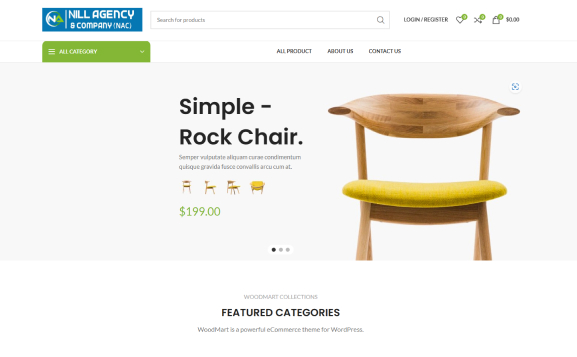 NILL AGENCY
& COMPANY (NAC)
Search for products
LOGIN / REGISTER
0
0
0
$0.00
ALL CATEGORY
ALL PRODUCT
ABOUT US
CONTACT US
Simple -
Rock Chair.
Semper vulputate aliquam curae condimentum
quisque gravida fusce convallis arcu cum at.
$199.00
WOODMART COLLECTIONS
FEATURED CATEGORIES
WoodMart is a powerful eCommerce theme for WordPress.